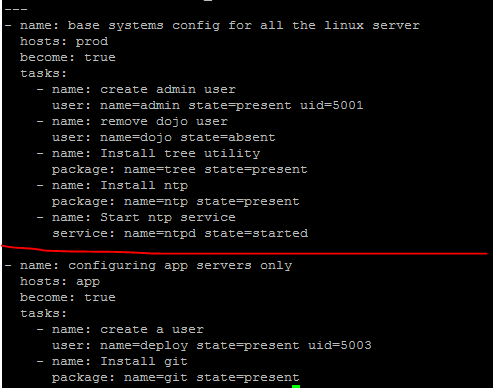 ---
- name: base systems config for all the linux server
  hosts: prod
  become: true
  tasks:
    - name: create admin user
      user: name=admin state=present uid=5001
    - name: remove dojo user
      user: name=dojo state=absent
    - name: Install tree utility
      package: name=tree state=present
    - name: Install ntp
      package: name=ntp state=present
    - name: Start ntp service
      service: name=ntpd state=started
- name: configuring app servers only
  hosts: app
  become: true
  tasks:
    - name: create a user
      user: name=deploy state=present uid=5003
    - name: Install git
      package: name=git state=present